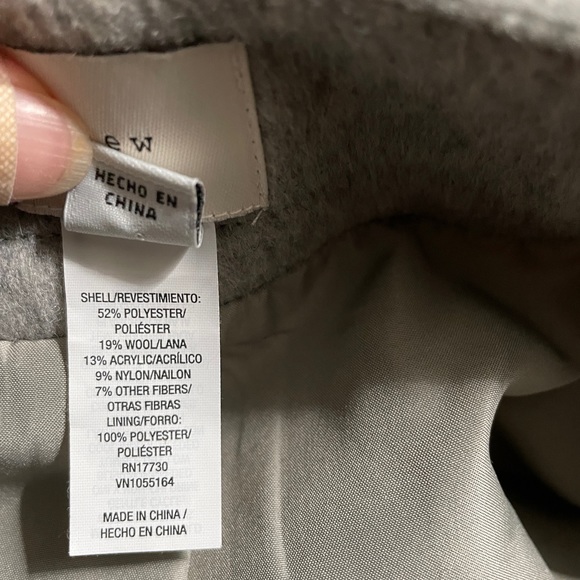 ew
HECHO EN
CHINA
SHELL/REVESTIMIENTO:
52% POLYESTER/
POLIÉSTER
19% WOOL/LANA
13% ACRYLIC/ACRÍLICO
9% NYLON/NAILON
7% OTHER FIBERS/
OTRAS FIBRAS
LINING/FORRO:
100% POLYESTER/
POLIÉSTER
RN17730
VN1055164
MADE IN CHINA/
HECHO EN CHINA